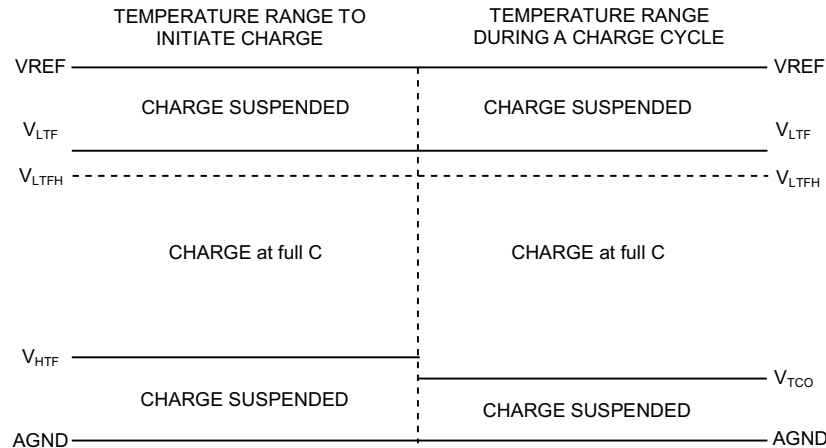 TEMPERATURE RANGE TO
INITIATE CHARGE
TEMPERATURE RANGE
DURING A CHARGE CYCLE
VREF
VREF
CHARGE SUSPENDED
CHARGE SUSPENDED
VLTF
VLTF
VLTFH
VLTFH
CHARGE at full C
CHARGE at full C
VHTF
VTCO
CHARGE SUSPENDED
CHARGE SUSPENDED
AGND
AGND